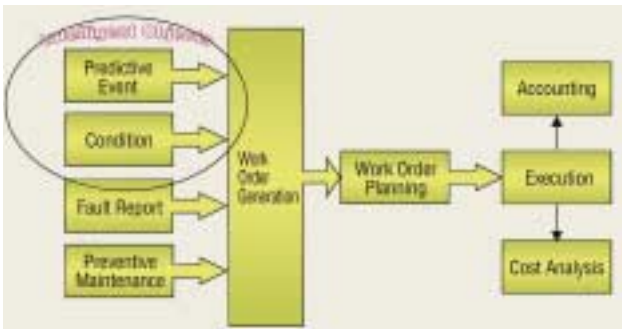 Predictive
Event
Condition
Fault Report
Preventive
Maintenance
Work
Order
Generation
Work Order
Planning
Execution
Accounting
Cost Analysis